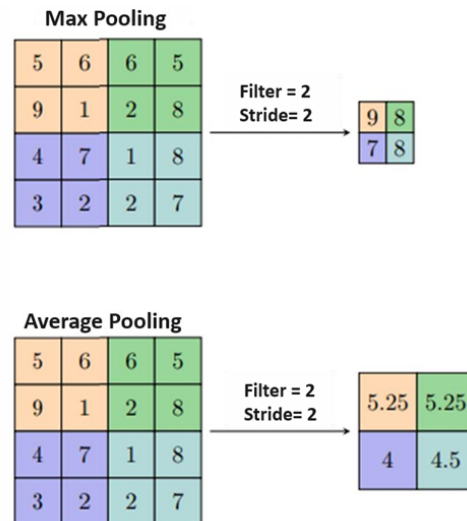 Max Pooling
5 6 6 5
9 1 2 8
4 7 1 8
3 2 2 7
Filter = 2
Stride= 2
9 8
7 8
Average Pooling
5 6 6 5
9 1 2 8
4 7 1 8
3 2 2 7
Filter = 2
Stride= 2
5.25 5.25
4 4.5